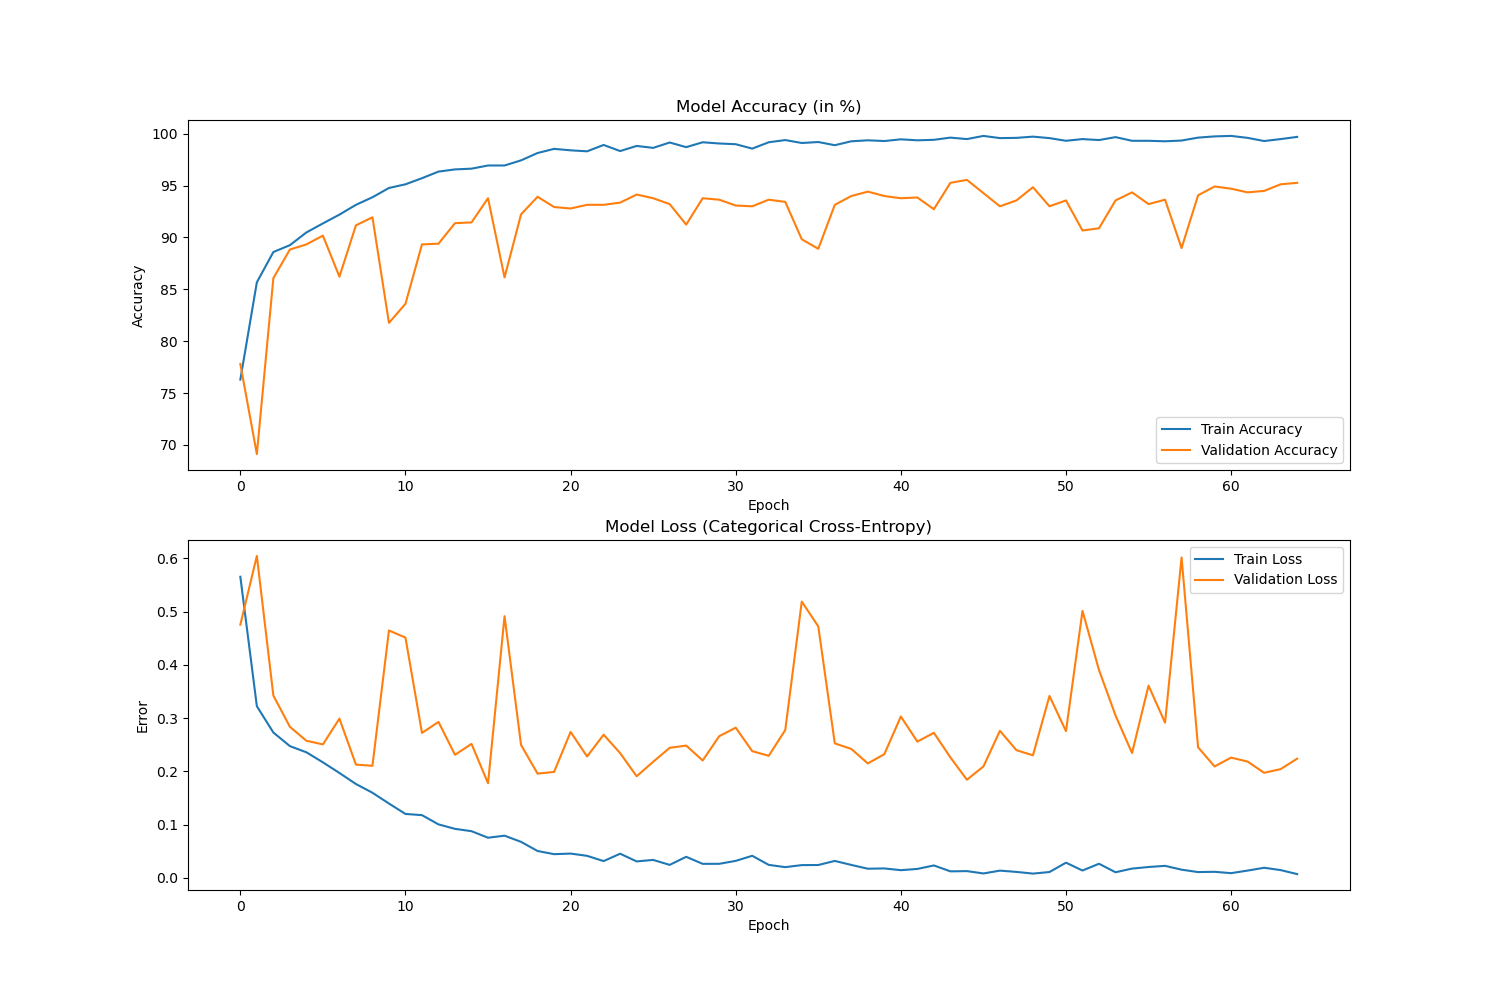 Model Accuracy (in %)
100
95
90
85
80
75
70
Accuracy
Train Accuracy
Validation Accuracy
0 10 20 30 40 50 60
Epoch
Model Loss (Categorical Cross-Entropy)
0.6
0.5
0.4
0.3
0.2
0.1
0.0
Error
Train Loss
Validation Loss
0 10 20 30 40 50 60
Epoch